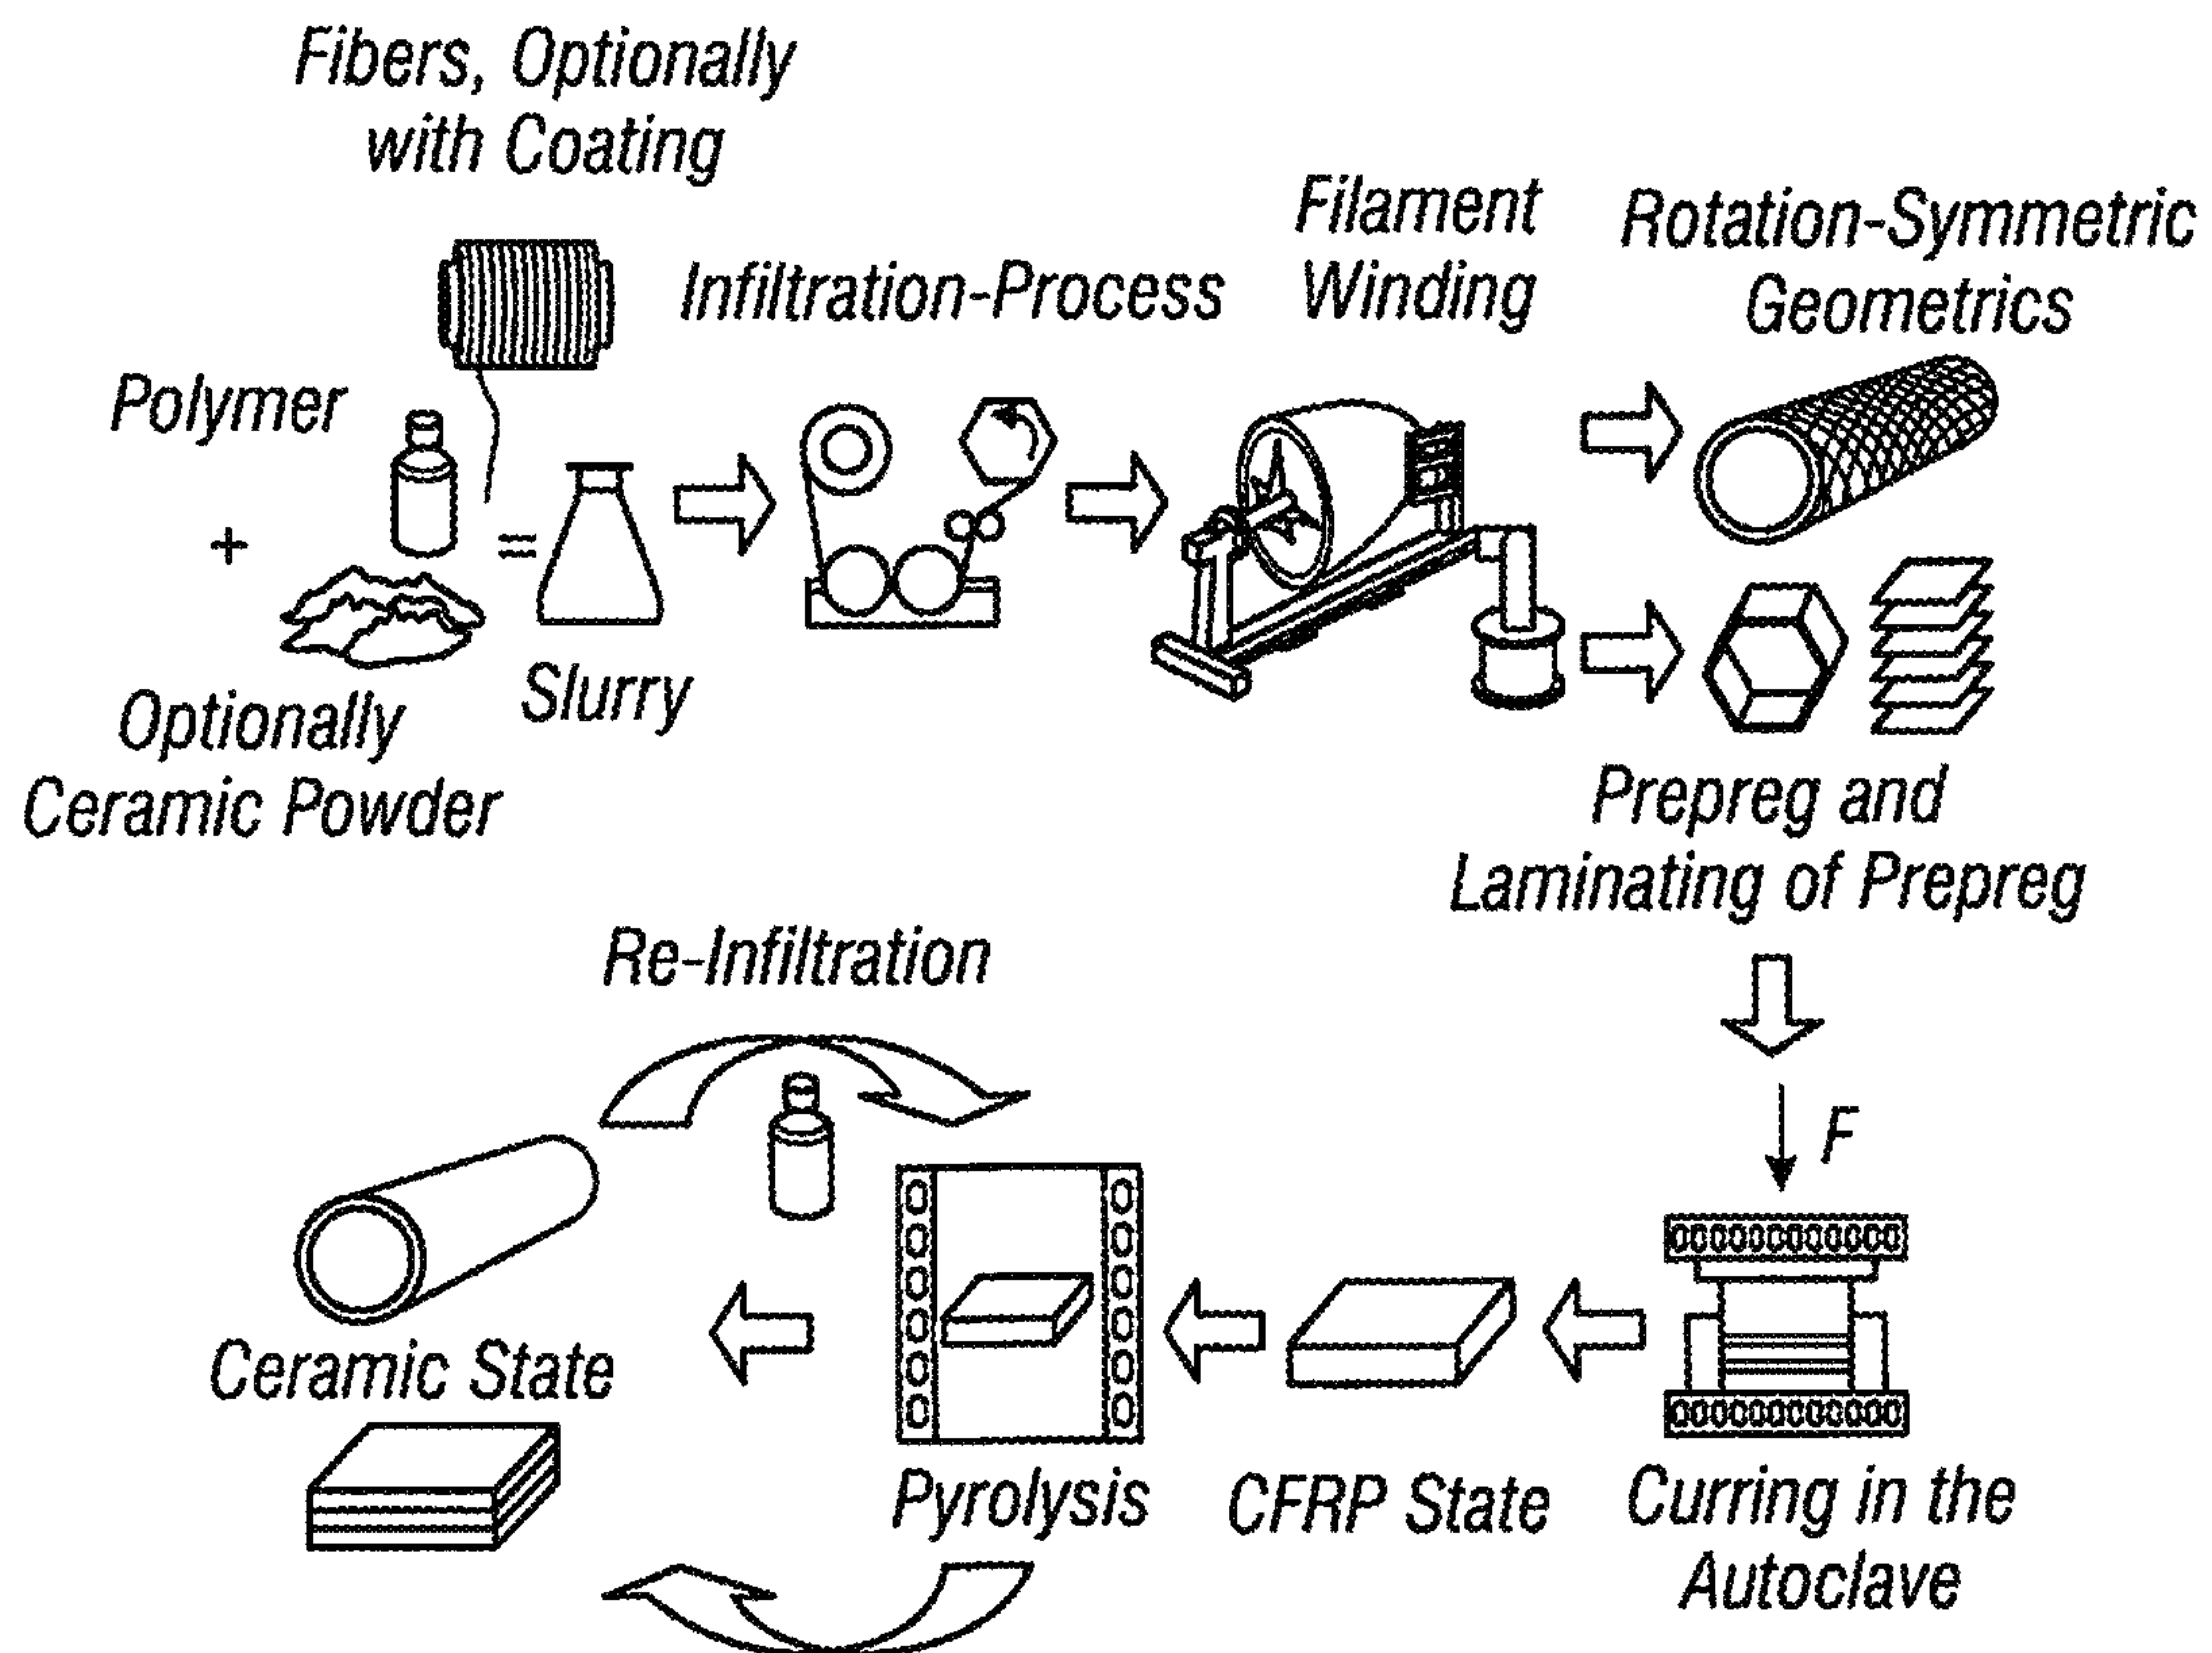 Fibers, Optionally
with Coating
Filament
Winding
Rotation-Symmetric
Geometrics
Infiltration-Process
Polymer
+
=
Slurry
Optionally
Ceramic Powder
Prepreg and
Laminating of Prepreg
Re-Infiltration
F
Ceramic State
Pyrolysis
CFRP State
Curring in the
Autoclave